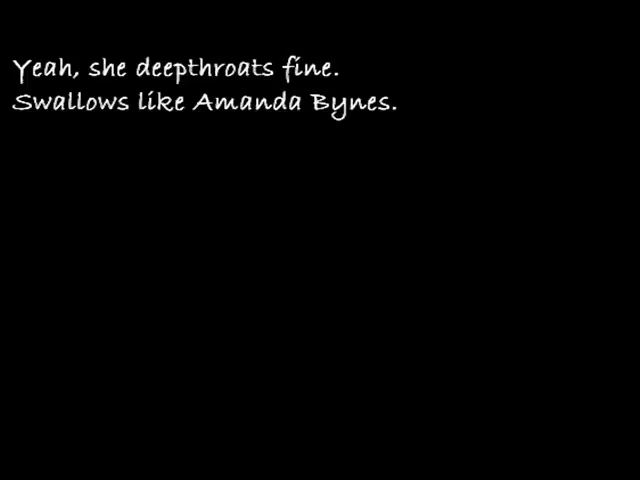 Yeah, she deepthroats fine.
Swallows like Amanda Bynes.